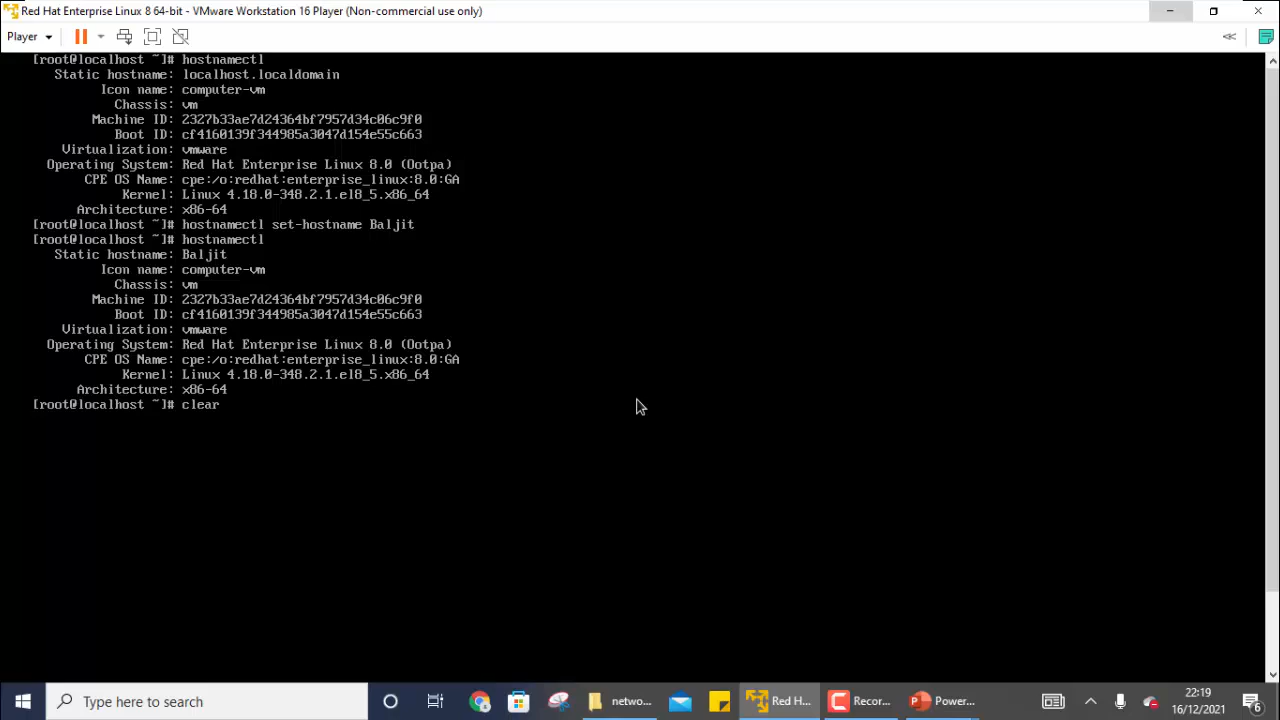 Red Hat Enterprise Linux 8 64-bit - VMware Workstation 16 Player (Non-commercial use only)
Player
[root@localhost ~]# hostnamectl
Static hostname: localhost.localdomain
Icon name: computer-vm
Chassis: vm
Machine ID: 2327b33ae7d24364bf7957d34c06c9f0
Boot ID: cf4160139f344985a3047d154e55c663
Virtualization: vmware
Operating System: Red Hat Enterprise Linux 8.0 (Ootpa)
CPE OS Name: cpe:/o:redhat:enterprise_linux:8.0:GA
Kernel: Linux 4.18.0-348.2.1.el8_5.x86_64
Architecture: x86-64
[root@localhost ~]# hostnamectl set-hostname Baljit
[root@localhost ~]# hostnamectl
Static hostname: Baljit
Icon name: computer-vm
Chassis: vm
Machine ID: 2327b33ae7d24364bf7957d34c06c9f0
Boot ID: cf4160139f344985a3047d154e55c663
Virtualization: vmware
Operating System: Red Hat Enterprise Linux 8.0 (Ootpa)
CPE OS Name: cpe:/o:redhat:enterprise_linux:8.0:GA
Kernel: Linux 4.18.0-348.2.1.el8_5.x86_64
Architecture: x86-64
[root@localhost ~]# clear
Type here to search
netwo...
Red H...
Recor...
Power...
22:19
16/12/2021
6